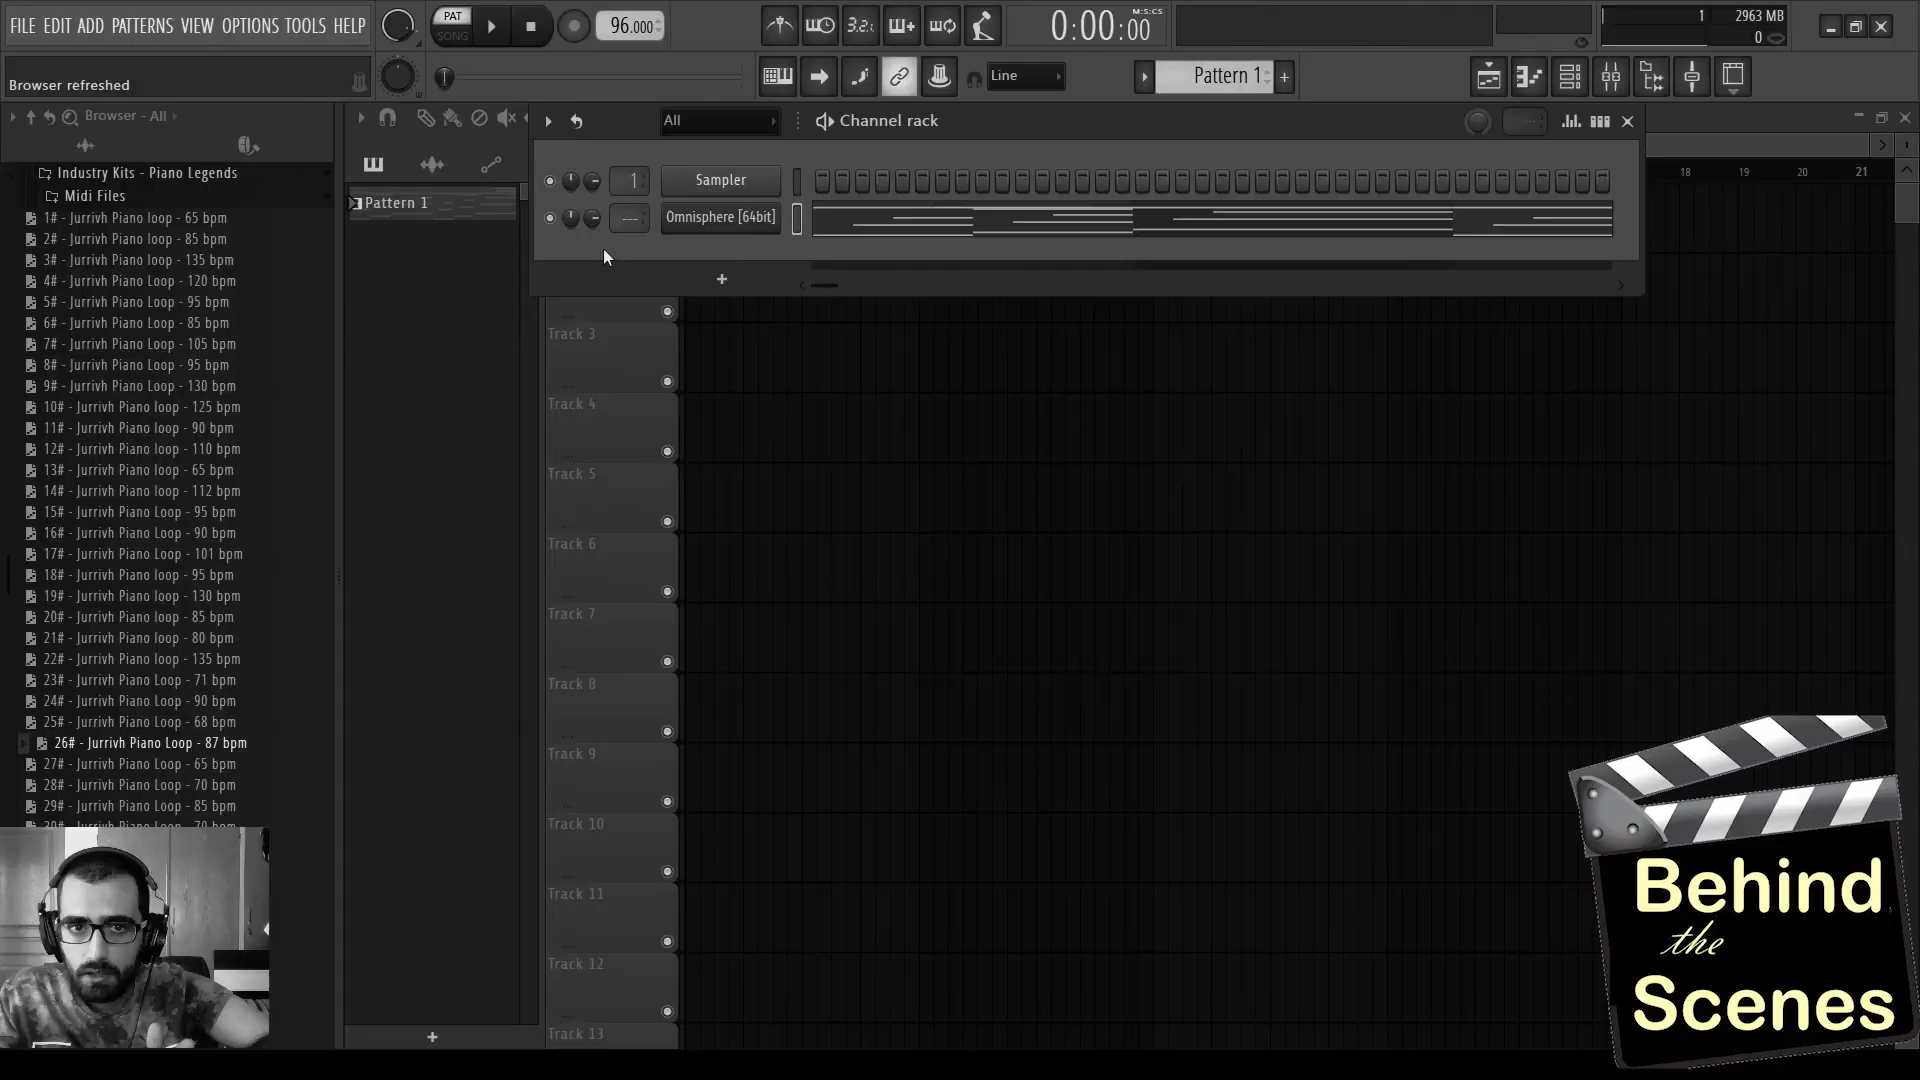 FILE EDIT ADD PATTERNS VIEW OPTIONS TOOLS HELP
PAT
SONG
96.000
3.2.
0:00:00
M:S:CS
1
2963 MB
0
Browser refreshed
Line
Pattern 1
+
Browser - All
All
Channel rack
Industry Kits - Piano Legends
Midi Files
1# - Jurrivh Piano loop - 65 bpm
2# - Jurrivh Piano Loop - 85 bpm
3# - Jurrivh Piano Loop - 135 bpm
4# - Jurrivh Piano Loop - 120 bpm
5# - Jurrivh Piano Loop - 95 bpm
6# - Jurrivh Piano Loop - 85 bpm
7# - Jurrivh Piano Loop - 105 bpm
8# - Jurrivh Piano Loop - 95 bpm
9# - Jurrivh Piano Loop - 130 bpm
10# - Jurrivh Piano loop - 125 bpm
11# - Jurrivh Piano Loop - 90 bpm
12# - Jurrivh Piano loop - 110 bpm
13# - Jurrivh Piano Loop - 65 bpm
14# - Jurrivh Piano Loop - 112 bpm
15# - Jurrivh Piano Loop - 95 bpm
16# - Jurrivh Piano Loop - 90 bpm
17# - Jurrivh Piano Loop - 101 bpm
18# - Jurrivh Piano loop - 95 bpm
19# - Jurrivh Piano loop - 130 bpm
20# - Jurrivh Piano loop - 85 bpm
21# - Jurrivh Piano Loop - 80 bpm
22# - Jurrivh Piano loop - 135 bpm
23# - Jurrivh Piano Loop - 71 bpm
24# - Jurrivh Piano Loop - 90 bpm
25# - Jurrivh Piano Loop - 68 bpm
26# - Jurrivh Piano Loop - 87 bpm
27# - Jurrivh Piano Loop - 65 bpm
28# - Jurrivh Piano Loop - 70 bpm
29# - Jurrivh Piano Loop - 85 bpm
30# - Jurrivh Piano Loop - 70 bpm
Pattern 1
+
1
Sampler
---
Omnisphere [64bit]
+
18 19 20 21
Track 3
Track 4
Track 5
Track 6
Track 7
Track 8
Track 9
Track 10
Track 11
Track 12
Track 13
Behind
the
Scenes